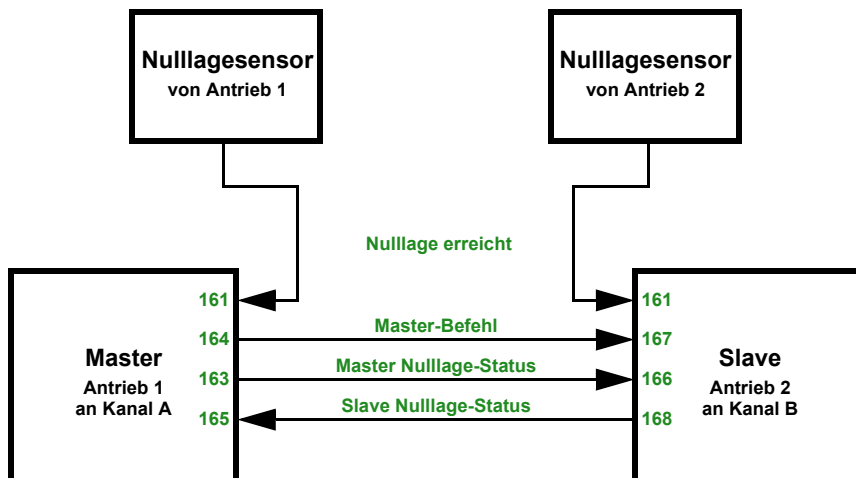 Nulllagesensor
von Antrieb 1
Nulllagesensor
von Antrieb 2
Nulllage erreicht
161
161
164
Master-Befehl
167
Master
Antrieb 1
an Kanal A
163
Master Nulllage-Status
166
Slave
Antrieb 2
an Kanal B
165
Slave Nulllage-Status
168